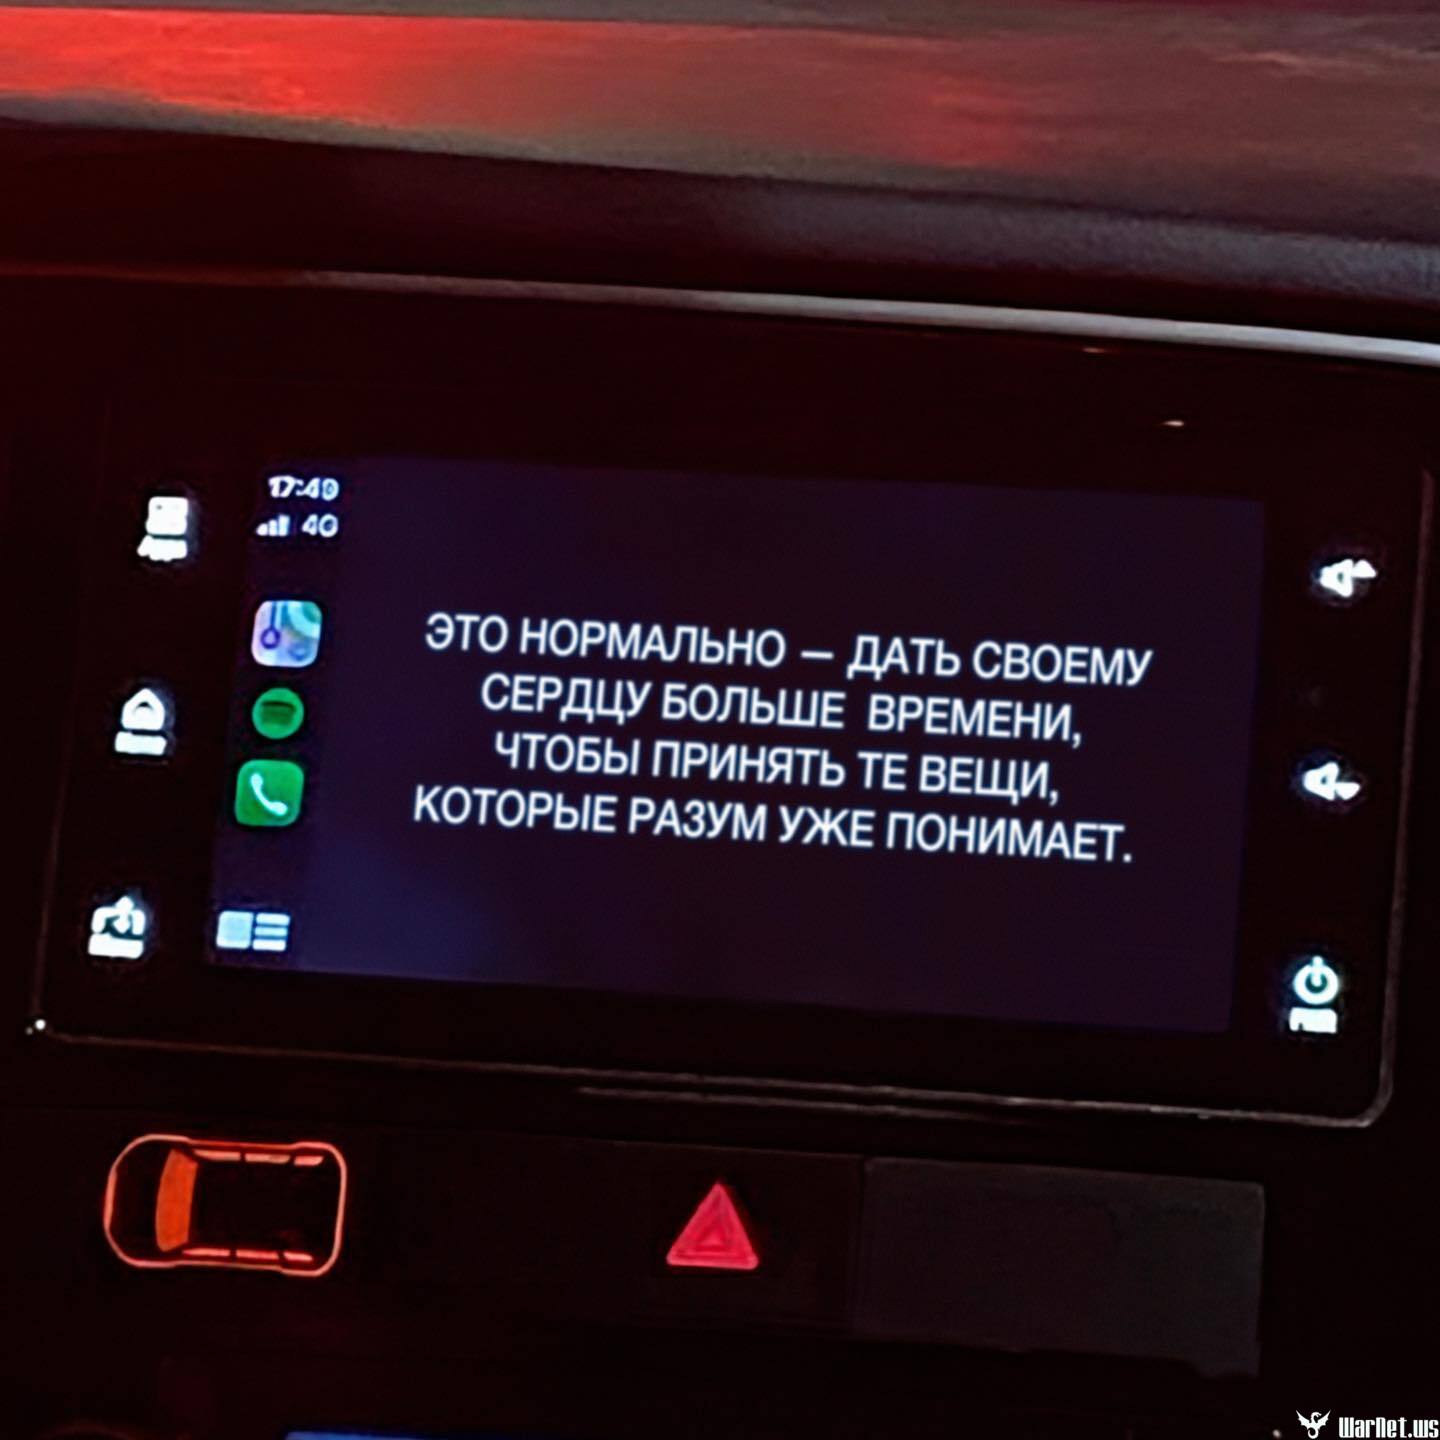 17:49
4G
ЭТО НОРМАЛЬНО — ДАТЬ СВОЕМУ
СЕРДЦУ БОЛЬШЕ ВРЕМЕНИ,
ЧТОБЫ ПРИНЯТЬ ТЕ ВЕЩИ,
КОТОРЫЕ РАЗУМ УЖЕ ПОНИМАЕТ.
WarNet.ws